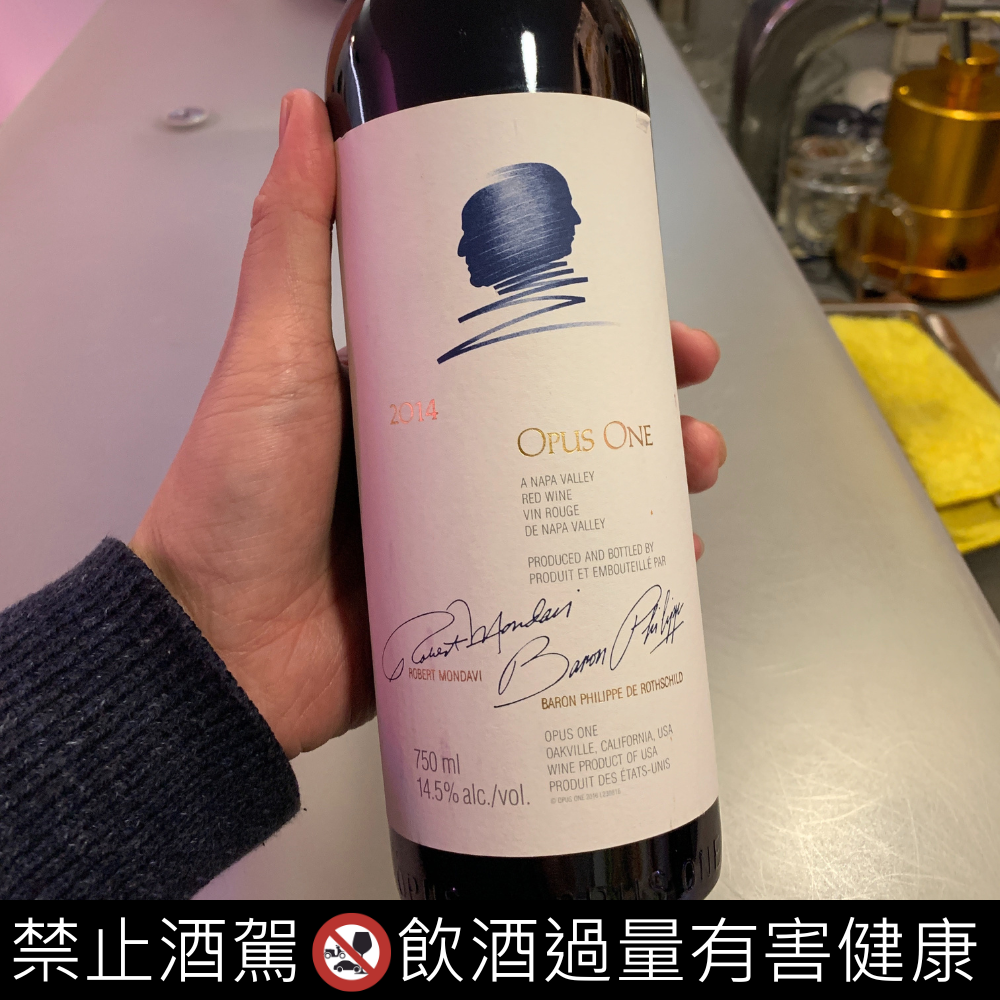 2014
OPUS ONE
A NAPA VALLEY
RED WINE
VIN ROUGE
DE NAPA VALLEY
PRODUCED AND BOTTLED BY
PRODUIT ET EMBOUTEILLÉ PAR
Robert Mondavi
Baron Philippe
ROBERT MONDAVI
BARON PHILIPPE DE ROTHSCHILD
OPUS ONE
OAKVILLE, CALIFORNIA, USA
WINE PRODUCT OF USA
PRODUIT DES ÉTATS-UNIS
750 ml
14.5% alc./vol.
禁止酒駕 飲酒過量有害健康